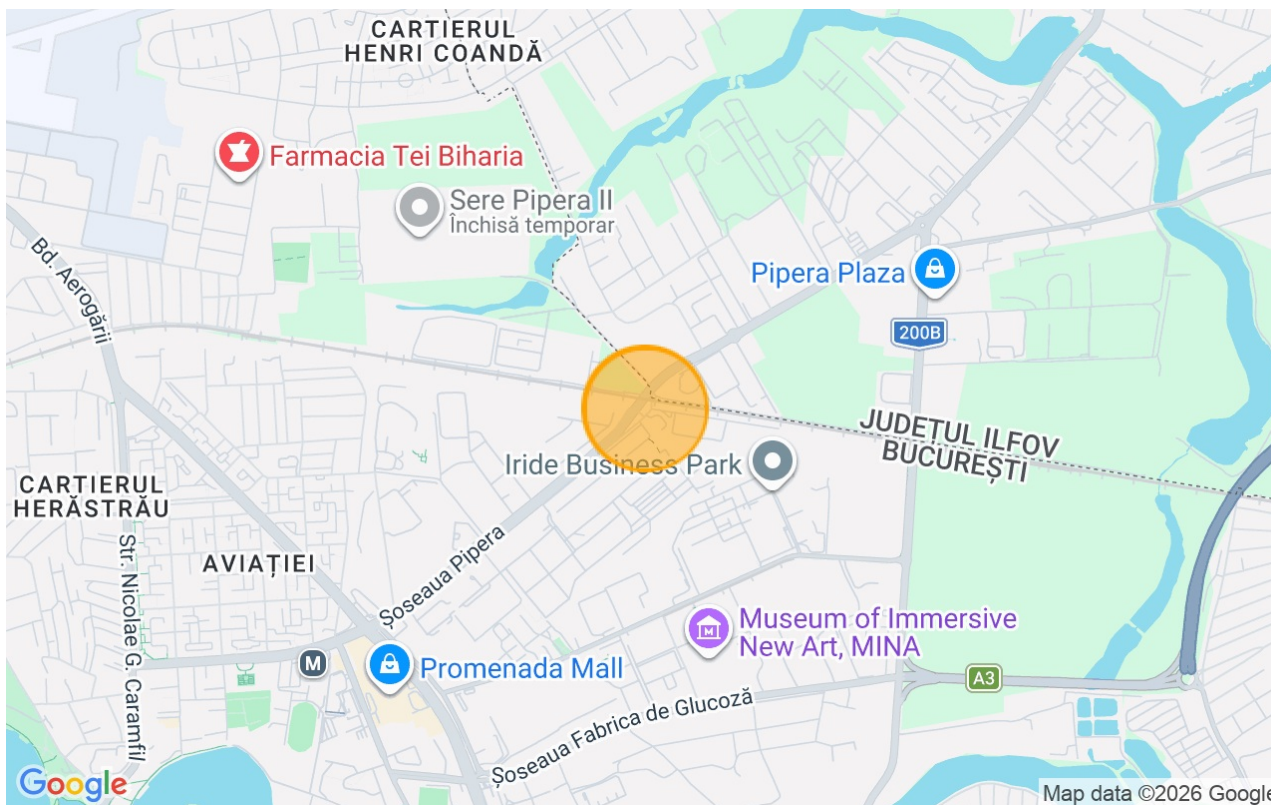 CARTIERUL
HENRI COANDĂ
Farmacia Tei Biharia
Sere Pipera II
Închisă temporar
Bd. Aerogării
Pipera Plaza
200B
JUDEȚUL ILFOV
BUCUREȘTI
Iride Business Park
CARTIERUL
HERĂSTRĂU
AVIAȚIEI
Șoseaua Pipera
Str. Nicolae G. Caramfil
Museum of Immersive
New Art, MINA
M
Promenada Mall
A3
Șoseaua Fabrica de Glucoză
Google
Map data ©2026 Google